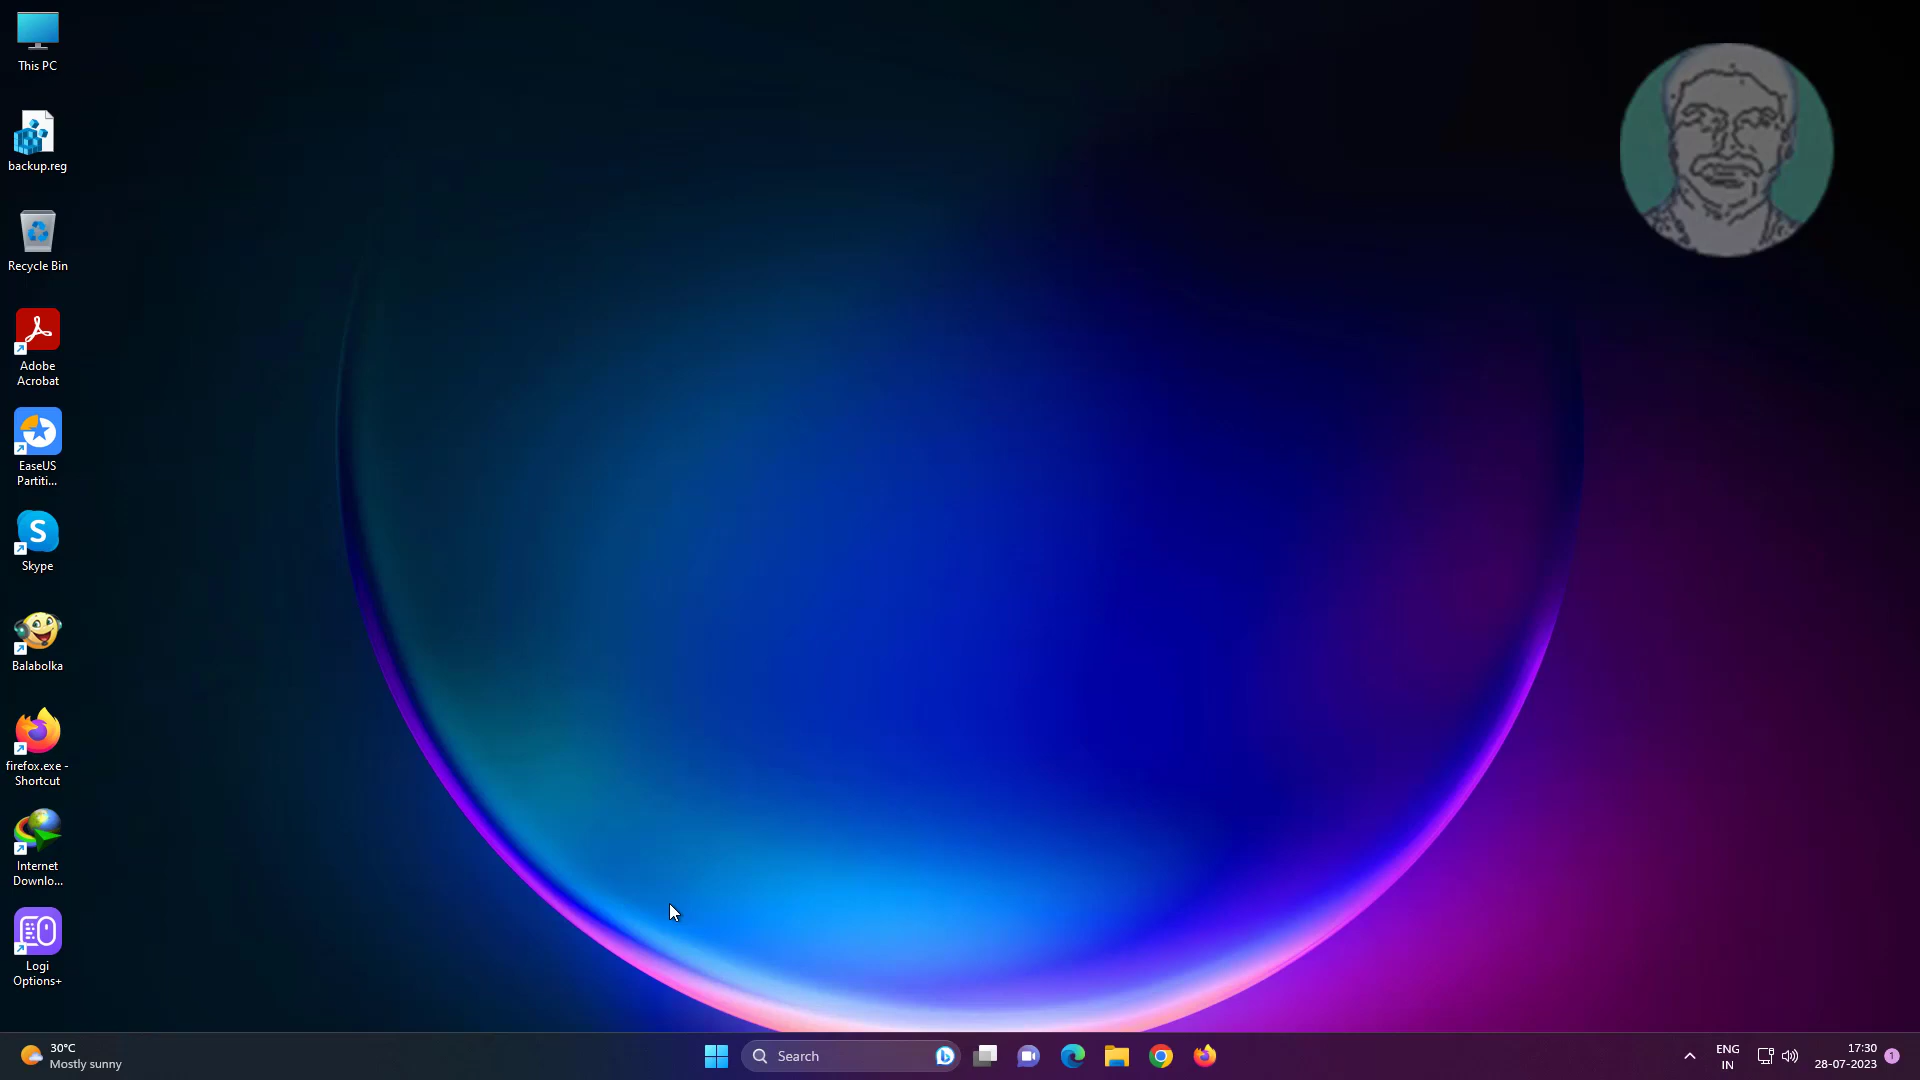 This PC
backup.reg
Recycle Bin
Adobe
Acrobat
EaseUS
Partiti...
S
Skype
Balabolka
firefox.exe -
Shortcut
Internet
Downlo...
Logi
Options+
30°C
Mostly sunny
Search
ENG
IN
17:30
28-07-2023
1